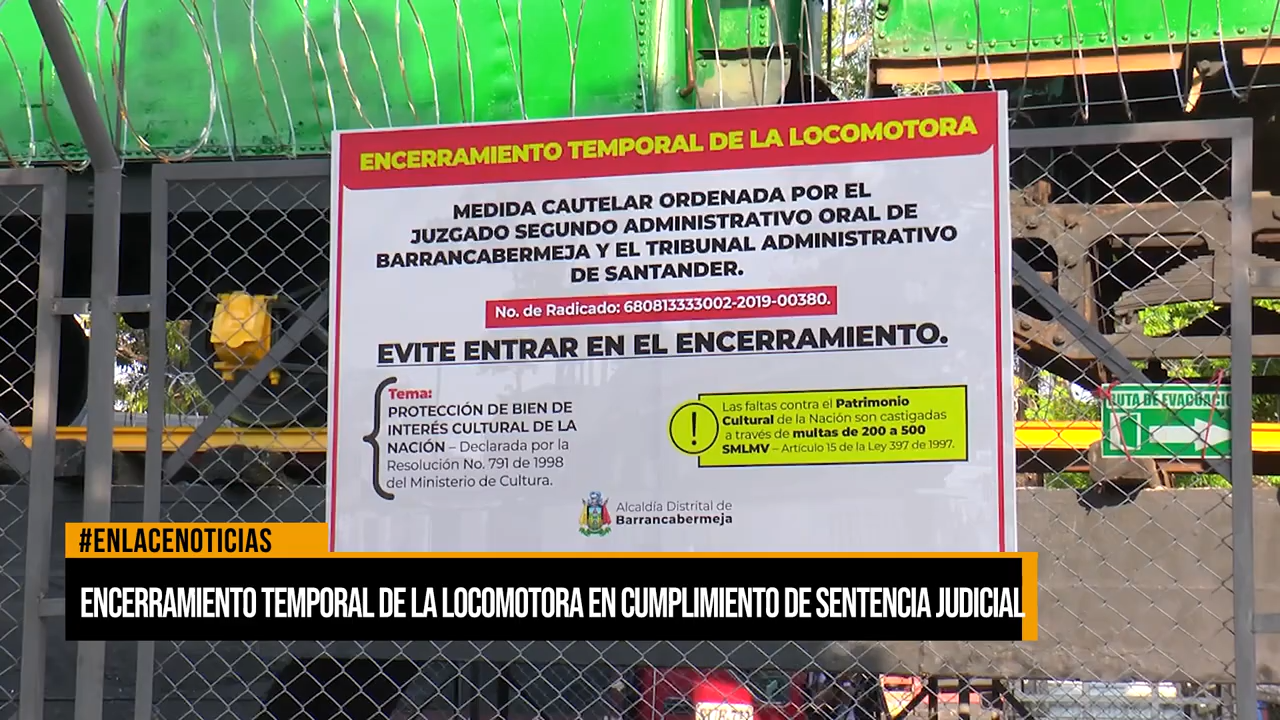 ENCERRAMIENTO TEMPORAL DE LA LOCOMOTORA
MEDIDA CAUTELAR ORDENADA POR EL
JUZGADO SEGUNDO ADMINISTRATIVO ORAL DE
BARRANCABERMEJA Y EL TRIBUNAL ADMINISTRATIVO
DE SANTANDER.
No. de Radicado: 680813333002-2019-00380.
EVITE ENTRAR EN EL ENCERRAMIENTO.
Tema:
PROTECCIÓN DE BIEN DE
INTERÉS CULTURAL DE LA
NACIÓN – Declarada por la
Resolución No. 791 de 1998
del Ministerio de Cultura.
!
Las faltas contra el Patrimonio
Cultural de la Nación son castigadas
a través de multas de 200 a 500
SMLMV – Artículo 15 de la Ley 397 de 1997.
Alcaldía Distrital de
Barrancabermeja
RUTA DE EVACUACIÓ
#ENLACENOTICIAS
ENCERRAMIENTO TEMPORAL DE LA LOCOMOTORA EN CUMPLIMIENTO DE SENTENCIA JUDICIAL